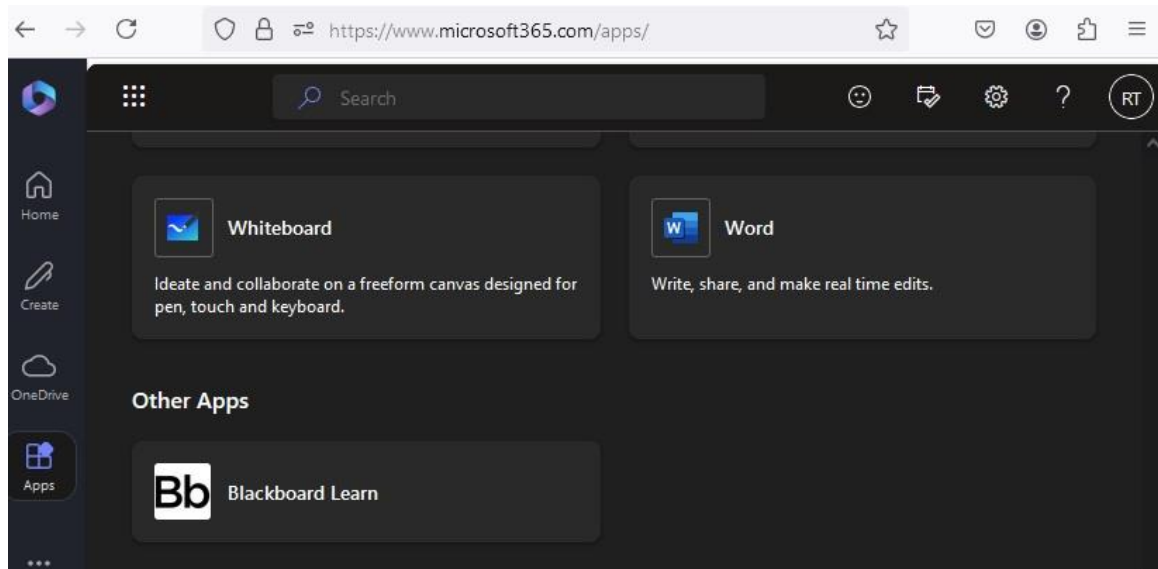 https://www.microsoft365.com/apps/
Search
?
RT
Home
Create
OneDrive
Apps
Whiteboard
Ideate and collaborate on a freeform canvas designed for
pen, touch and keyboard.
W
Word
Write, share, and make real time edits.
Other Apps
Bb
Blackboard Learn